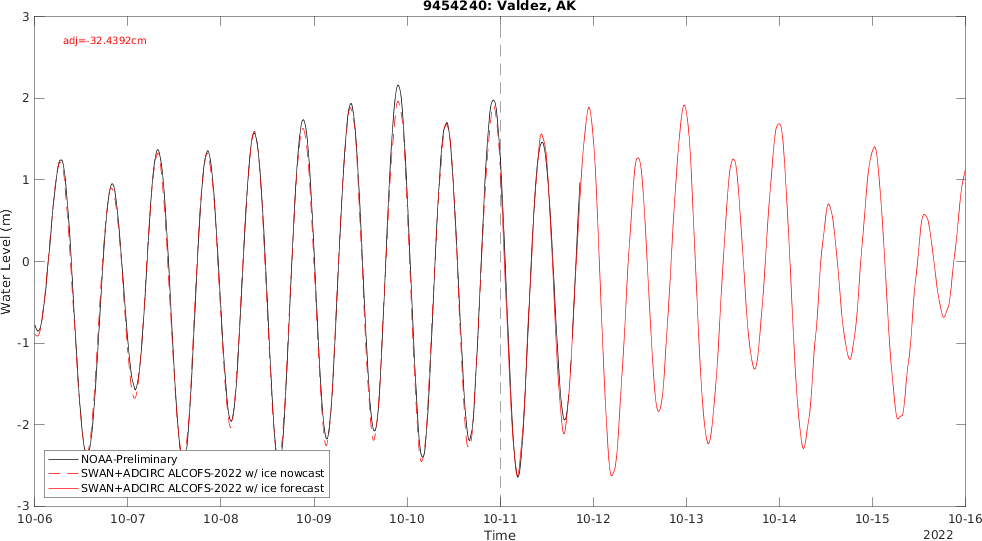 9454240: Valdez, AK
adj=-32.4392cm
Water Level (m)
3
2
1
0
-1
-2
-3
NOAA-Preliminary
SWAN+ADCIRC ALCOFS-2022 w/ ice nowcast
SWAN+ADCIRC ALCOFS-2022 w/ ice forecast
10-06 10-07 10-08 10-09 10-10 10-11 10-12 10-13 10-14 10-15 10-16
Time
2022